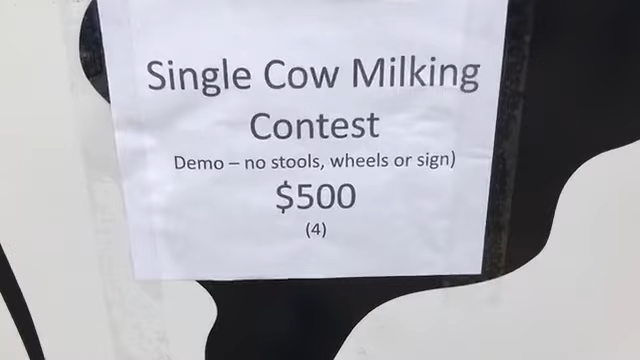 Single Cow Milking
Contest
Demo – no stools, wheels or sign)
$500
(4)